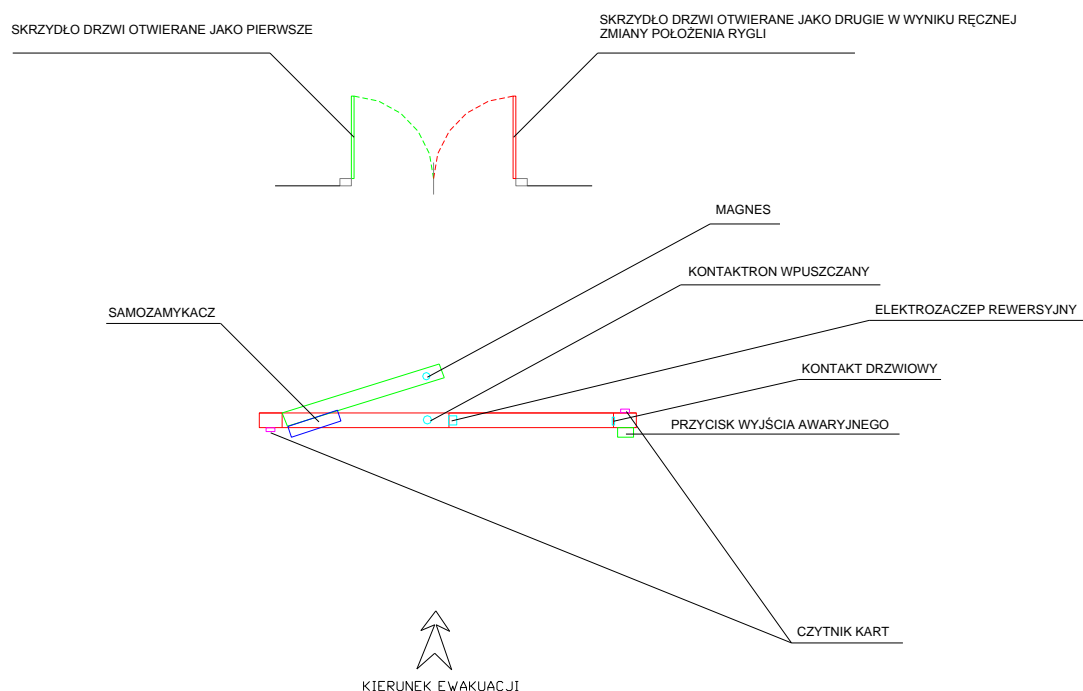 SKRZYDŁO DRZWI OTWIERANE JAKO PIERWSZE
SKRZYDŁO DRZWI OTWIERANE JAKO DRUGIE W WYNIKU RĘCZNEJ
ZMIANY POŁOŻENIA RYGLI
MAGNES
KONTAKTRON WPUSZCZANY
ELEKTROZACZEP REWERSYJNY
SAMOZAMYKACZ
KONTAKT DRZWIOWY
PRZYCISK WYJŚCIA AWARYJNEGO
CZYTNIK KART
KIERUNEK EWAKUACJI